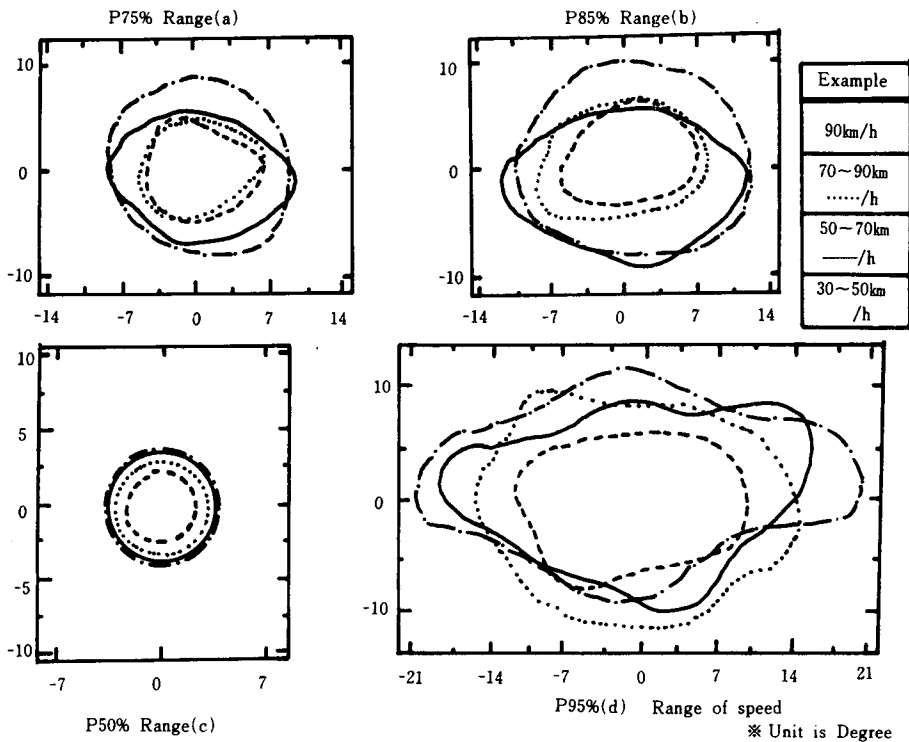 P75% Range(a)
10
0
-10
-14
-7
0
7
14
P85% Range(b)
10
0
-10
-14
-7
0
7
14
Example
90km/h
70~90km
······/h
50~70km
——/h
30~50km
/h
10
5
0
-5
-10
-7
0
7
P50% Range(c)
10
0
-10
-21
-14
-7
0
7
14
21
P95%(d) Range of speed
※ Unit is Degree